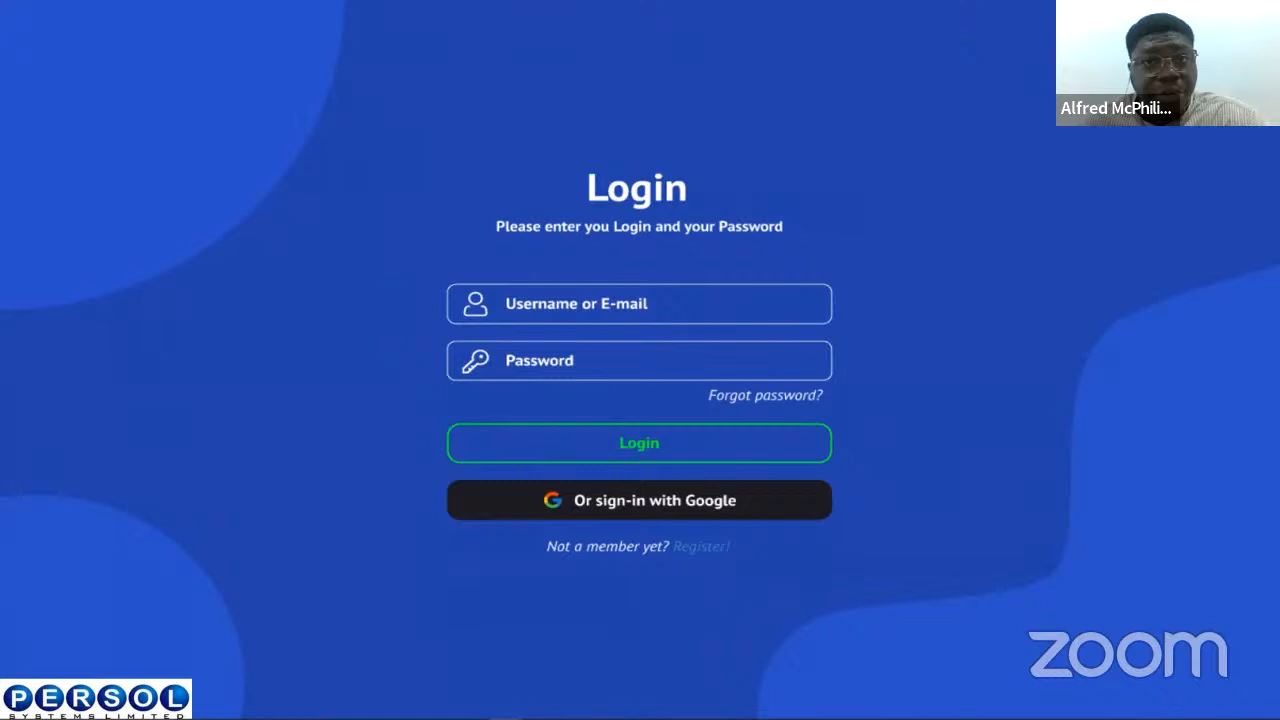 Alfred McPhili...
Login
Please enter you Login and your Password
Username or E-mail
Password
Forgot password?
Login
G Or sign-in with Google
Not a member yet? Register!
zoom
PERSOL
SYSTEMS LIMITED